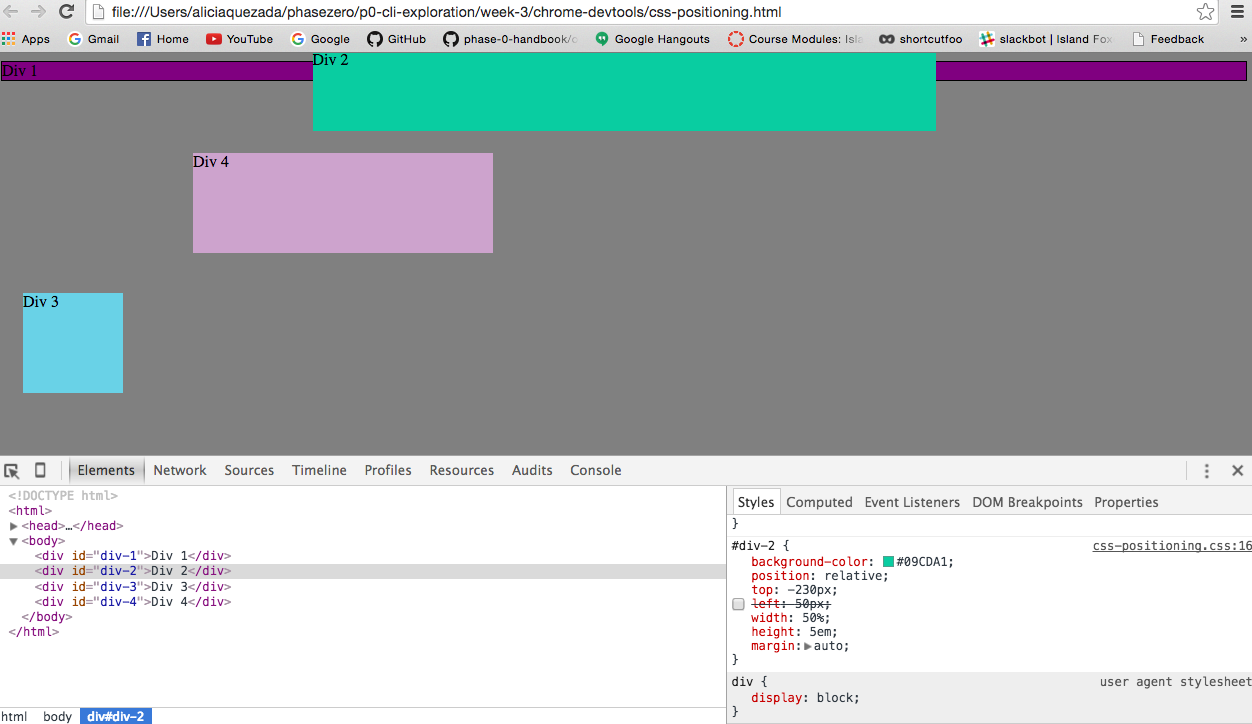 file:///Users/aliciaquezada/phasezero/p0-cli-exploration/week-3/chrome-devtools/css-positioning.html
Apps Gmail Home YouTube Google GitHub phase-0-handbook/ Google Hangouts Course Modules: Isla shortcutfoo slackbot | Island Fox Feedback »
Div 1
Div 2
Div 4
Div 3
Elements Network Sources Timeline Profiles Resources Audits Console
<!DOCTYPE html>
<html>
<head>…</head>
<body>
<div id="div-1">Div 1</div>
<div id="div-2">Div 2</div>
<div id="div-3">Div 3</div>
<div id="div-4">Div 4</div>
</body>
</html>
html body div#div-2
Styles Computed Event Listeners DOM Breakpoints Properties
}
#div-2 { css-positioning.css:16
background-color: #09CDA1;
position: relative;
top: -230px;
left: 50px;
width: 50%;
height: 5em;
margin: auto;
}
div { user agent stylesheet
display: block;
}